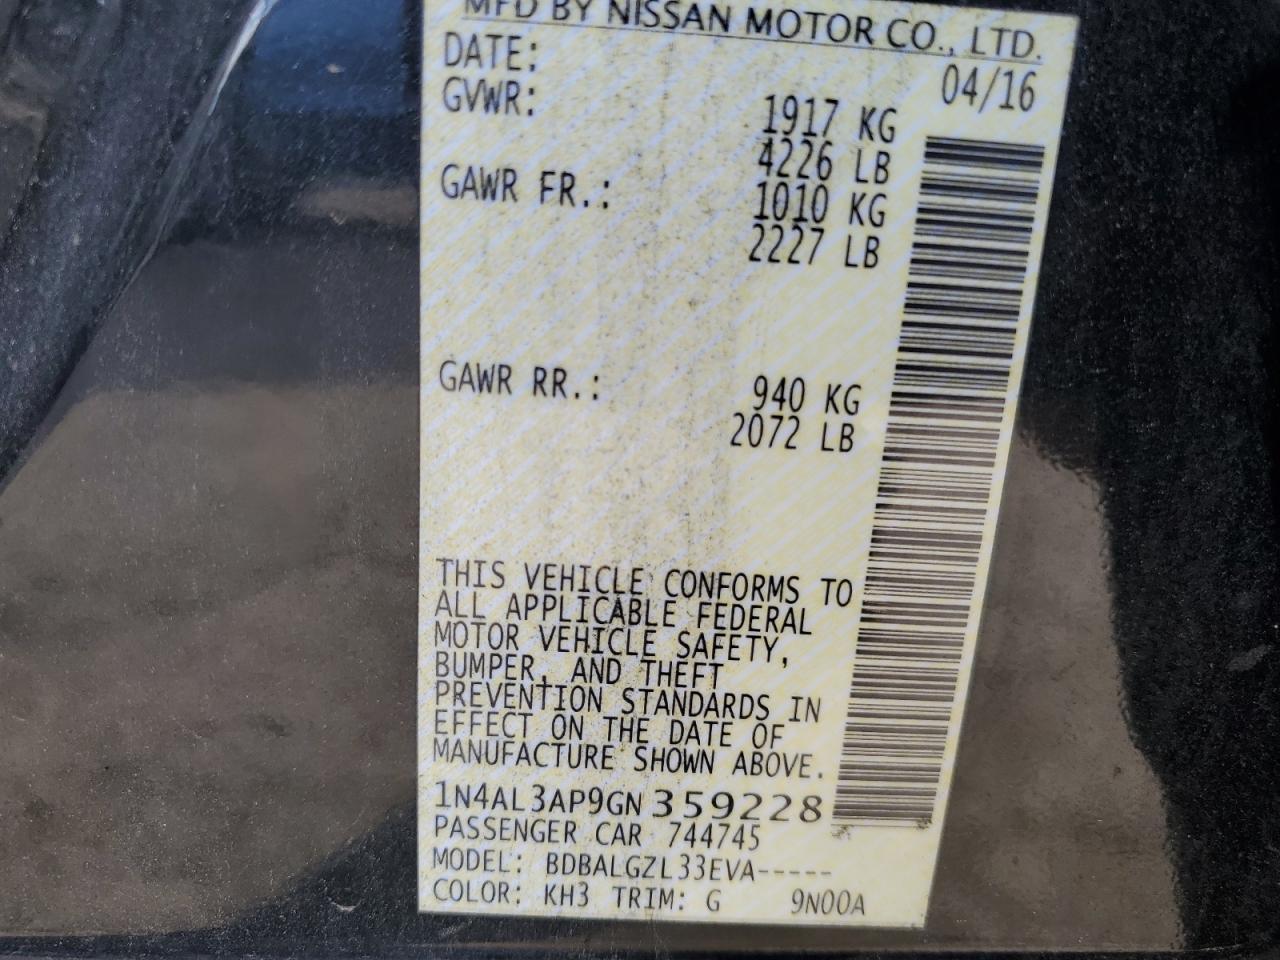 MFD BY NISSAN MOTOR CO., LTD.
DATE: 04/16
GVWR: 1917 KG
4226 LB
GAWR FR.: 1010 KG
2227 LB
GAWR RR.: 940 KG
2072 LB
THIS VEHICLE CONFORMS TO
ALL APPLICABLE FEDERAL
MOTOR VEHICLE SAFETY,
BUMPER, AND THEFT
PREVENTION STANDARDS IN
EFFECT ON THE DATE OF
MANUFACTURE SHOWN ABOVE.
1N4AL3AP9GN359228
PASSENGER CAR 744745
MODEL: BDBALGZL33EVA-----
COLOR: KH3 TRIM: G 9N00A